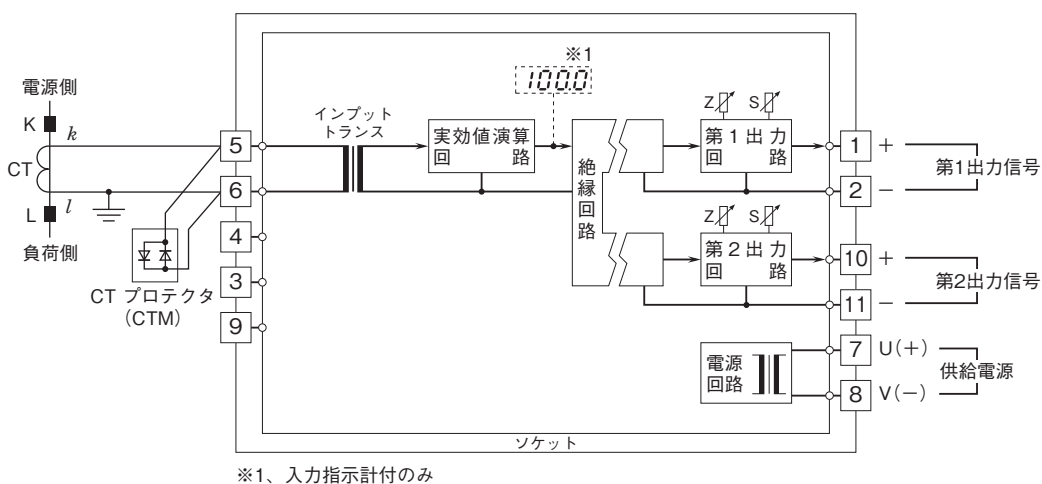 電源側
K
k
CT
L
l
負荷側
CT プロテクタ
(CTM)
5
6
4
3
9
インプット
トランス
※1
100.0
実効値演算
回路
絶縁回路
Z
S
第1出力
回路
Z
S
第2出力
回路
電源
回路
1
+
2
−
第1出力信号
10
+
11
−
第2出力信号
7
U(+)
8
V(−)
供給電源
ソケット
※1、入力指示計付のみ